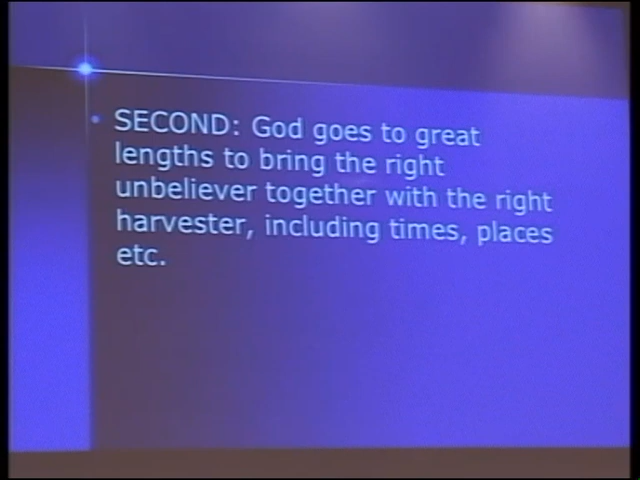 SECOND: God goes to great
lengths to bring the right
unbeliever together with the right
harvester, including times, places
etc.